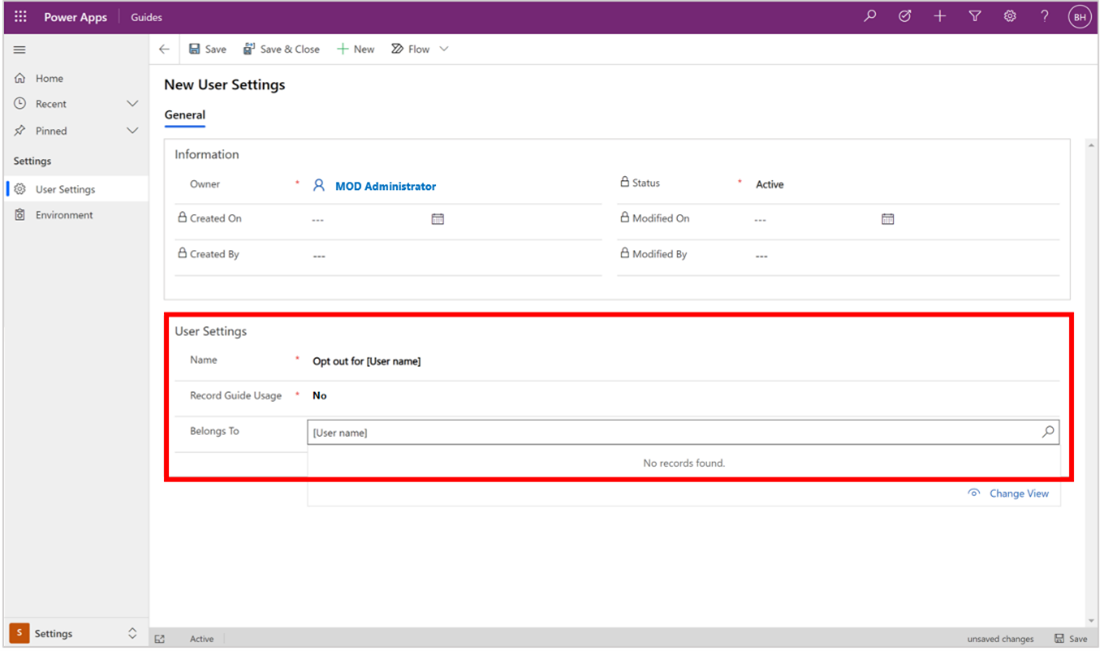 Power Apps Guides BH
Save Save & Close New Flow
Home
Recent
Pinned
Settings
User Settings
Environment
New User Settings
General
Information
Owner * MOD Administrator Status * Active
Created On --- Modified On ---
Created By --- Modified By ---
User Settings
Name * Opt out for [User name]
Record Guide Usage * No
Belongs To [User name]
No records found.
Change View
S Settings Active unsaved changes Save